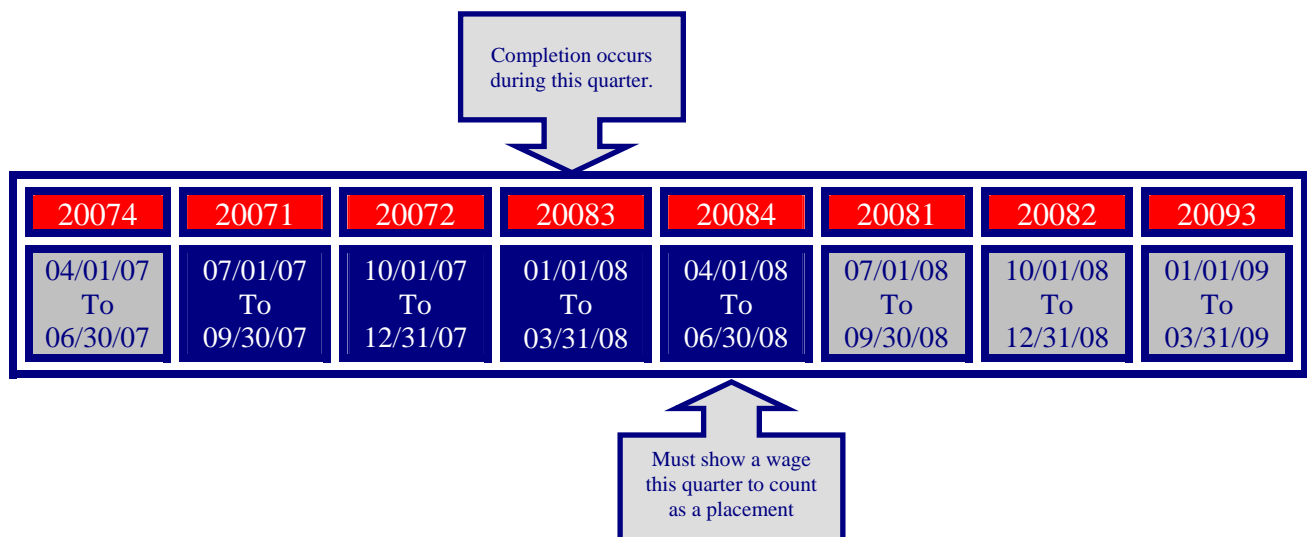 Completion occurs
during this quarter.
20074 20071 20072 20083 20084 20081 20082 20093
04/01/07 07/01/07 10/01/07 01/01/08 04/01/08 07/01/08 10/01/08 01/01/09
To To To To To To To To
06/30/07 09/30/07 12/31/07 03/31/08 06/30/08 09/30/08 12/31/08 03/31/09
Must show a wage
this quarter to count
as a placement